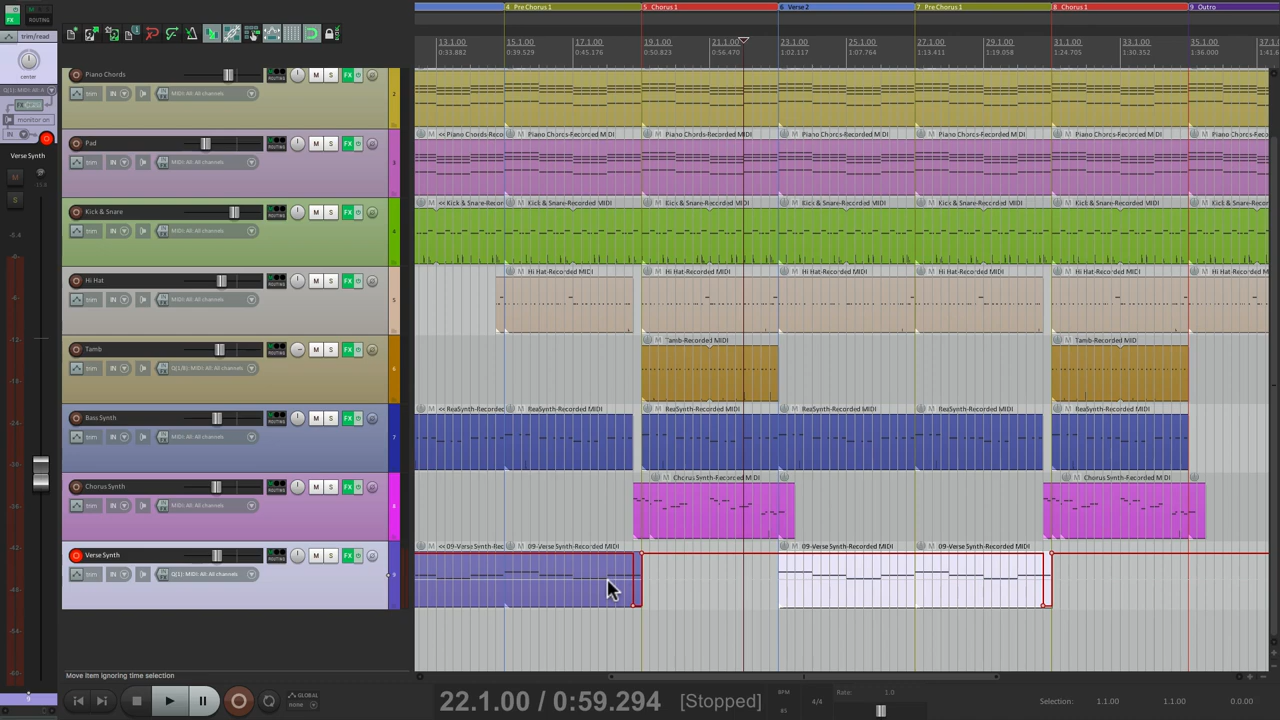 FX
ROUTING
trim/read
center
monitor on
IN
Verse Synth
M
S
4 Pre Chorus 1
5 Chorus 1
6 Verse 2
7 Pre Chorus 1
8 Chorus 1
9 Outro
13.1.00 15.1.00 17.1.00 19.1.00 21.1.00 23.1.00 25.1.00 27.1.00 29.1.00 31.1.00 33.1.00 35.1.00 37.1.00
0:33.882 0:39.529 0:45.176 0:50.823 0:56.470 1:02.117 1:07.764 1:13.411 1:19.058 1:24.705 1:30.352 1:36.000
Piano Chords M S FX 2
trim IN MIDI: All: All channels
<< Piano Chords-Reco Piano Chords-Recorded MIDI Piano Chords-Recorded MIDI Piano Chords-Recorded MIDI Piano Chords-Recorded MIDI Piano Chords-Recorded MIDI
Pad M S FX 3
trim IN MIDI: All: All channels
<< Kick & Snare-Recor Kick & Snare-Recorded MIDI Kick & Snare-Recorded MIDI Kick & Snare-Recorded MIDI Kick & Snare-Recorded MIDI Kick & Snare-Recorded MIDI
Kick & Snare M S FX 4
trim IN MIDI: All: All channels
Hi Hat-Recorded MIDI Hi Hat-Recorded MIDI Hi Hat-Recorded MIDI Hi Hat-Recorded MIDI Hi Hat-Recorded MIDI
Hi Hat M S FX 5
trim IN MIDI: All: All channels
Tamb-Recorded MIDI Tamb-Recorded MIDI
Tamb M S FX 6
trim IN Q(1/8): MIDI: All: All channels
<< ReaSynth-Recorded ReaSynth-Recorded MIDI ReaSynth-Recorded MIDI ReaSynth-Recorded MIDI ReaSynth-Recorded MIDI ReaSynth-Recorded MIDI
Bass Synth M S FX 7
trim IN MIDI: All: All channels
Chorus Synth-Recorded MIDI Chorus Synth-Recorded MIDI
Chorus Synth M S FX 8
trim IN MIDI: All: All channels
<< 09-Verse Synth-Rec 09-Verse Synth-Recorded MIDI 09-Verse Synth-Recorded MIDI 09-Verse Synth-Recorded MIDI
Verse Synth M S FX 9
trim IN Q(1): MIDI: All: All channels
Move Item ignoring time selection
GLOBAL
none
22.1.00 / 0:59.294 [Stopped]
BPM
85
4/4
Rate: 1.0
Selection: 1.1.00 1.1.00 0.0.00